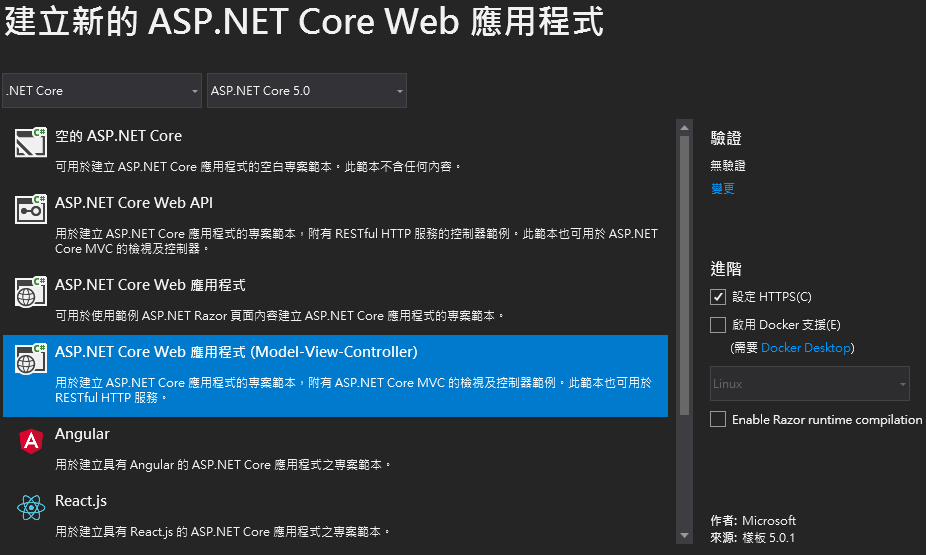 建立新的 ASP.NET Core Web 應用程式
.NET Core
ASP.NET Core 5.0
空的 ASP.NET Core
可用於建立 ASP.NET Core 應用程式的空白專案範本。此範本不含任何內容。
ASP.NET Core Web API
用於建立 ASP.NET Core 應用程式的專案範本，附有 RESTful HTTP 服務的控制器範例。此範本也可用於 ASP.NET
Core MVC 的檢視及控制器。
ASP.NET Core Web 應用程式
可用於使用範例 ASP.NET Razor 頁面內容建立 ASP.NET Core 應用程式的專案範本。
ASP.NET Core Web 應用程式 (Model-View-Controller)
用於建立 ASP.NET Core 應用程式的專案範本，附有 ASP.NET Core MVC 的檢視及控制器範例。此範本也可用於
RESTful HTTP 服務。
Angular
用於建立具有 Angular 的 ASP.NET Core 應用程式之專案範本。
React.js
用於建立具有 React.js 的 ASP.NET Core 應用程式之專案範本。
驗證
無驗證
變更
進階
設定 HTTPS(C)
啟用 Docker 支援(E)
(需要 Docker Desktop)
Linux
Enable Razor runtime compilation
作者: Microsoft
來源: 樣板 5.0.1